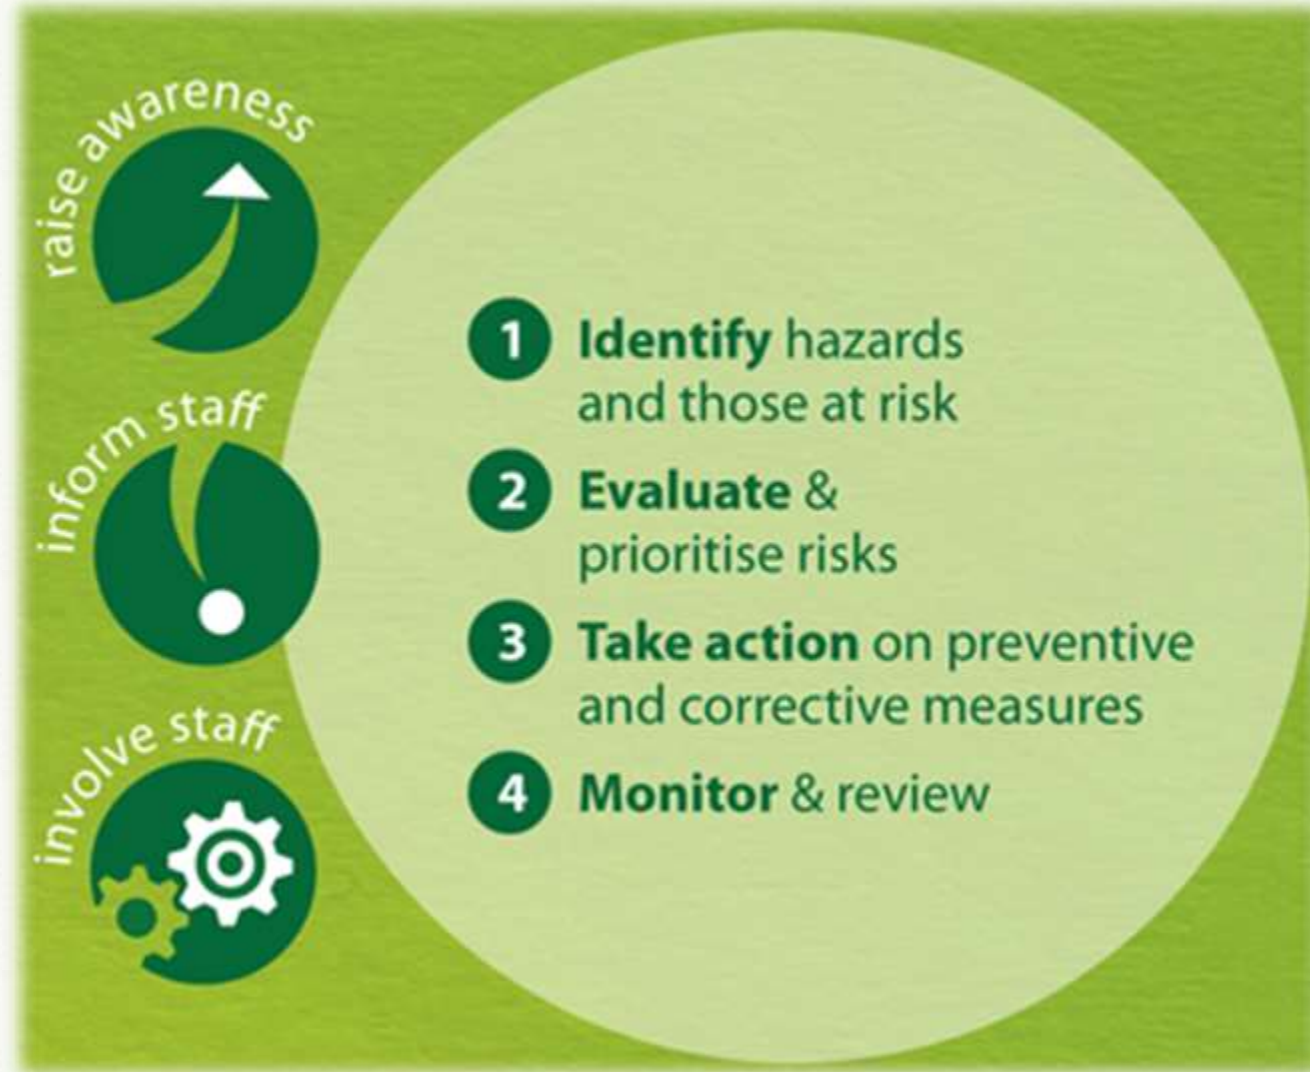 raise awareness
inform staff
involve staff
1 Identify hazards
and those at risk
2 Evaluate &
prioritise risks
3 Take action on preventive
and corrective measures
4 Monitor & review